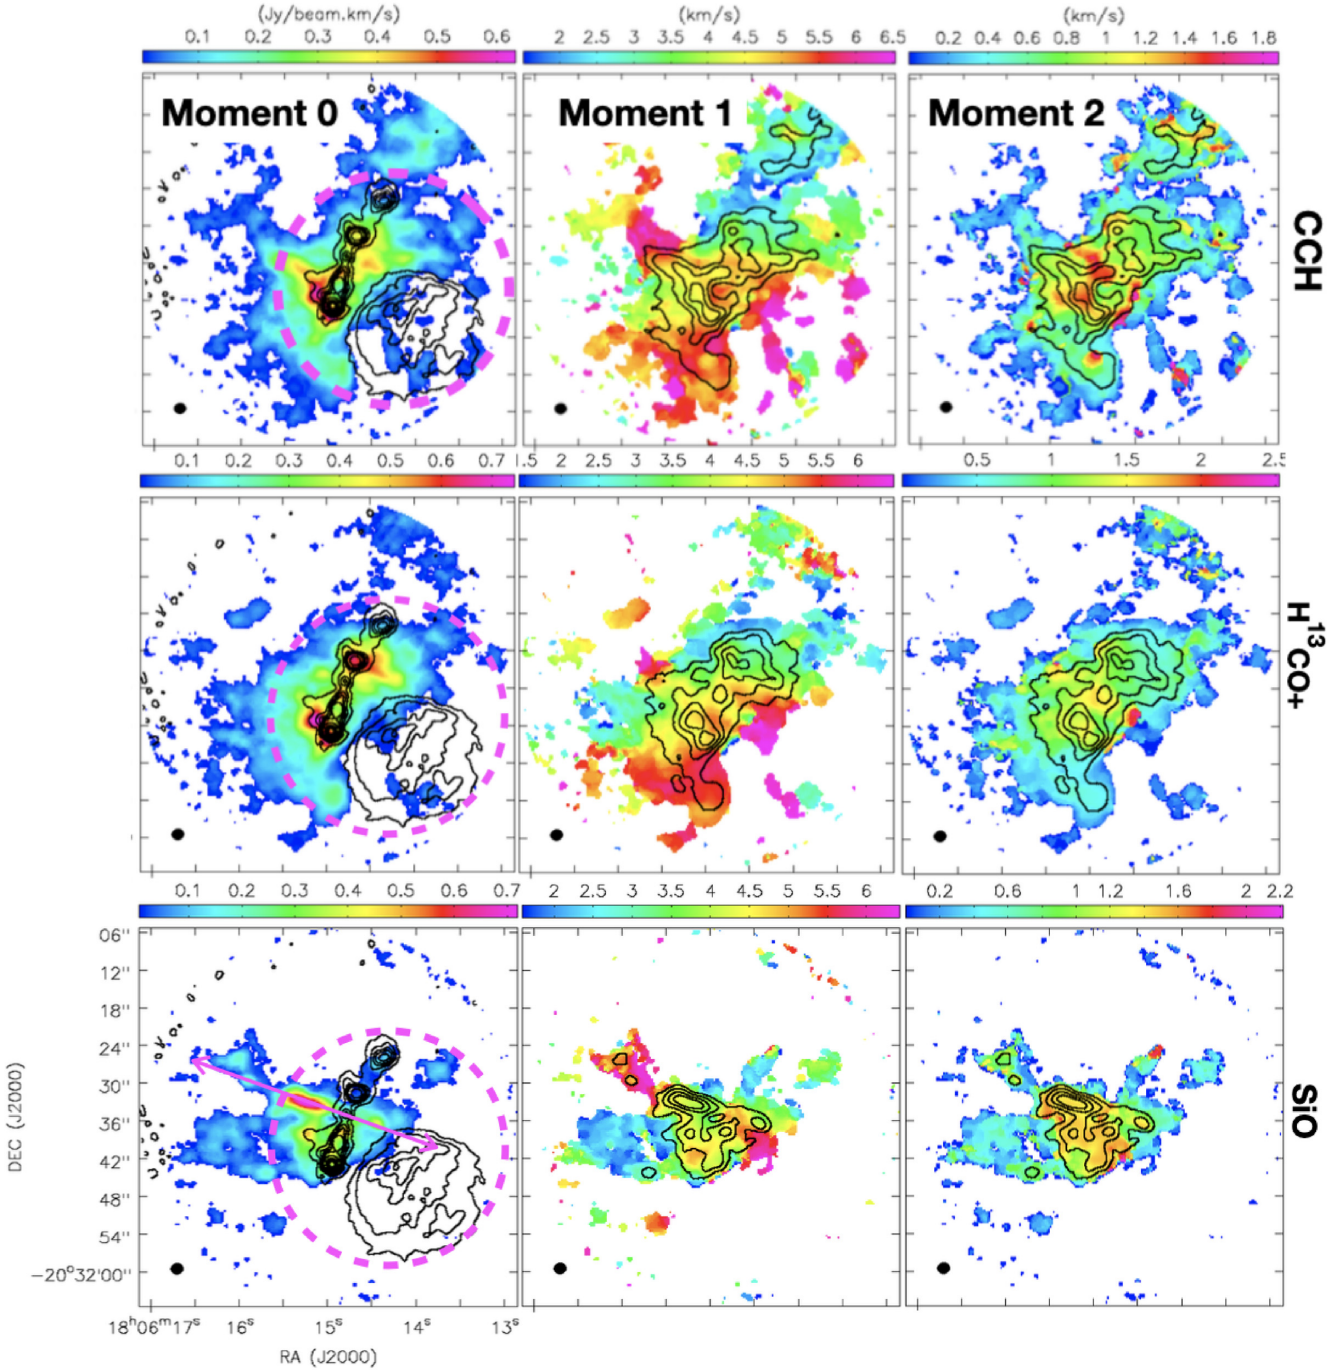 (Jy/beam.km/s) (km/s) (km/s)
0.1 0.2 0.3 0.4 0.5 0.6 2 2.5 3 3.5 4 4.5 5 5.5 6 6.5 0.2 0.4 0.6 0.8 1 1.2 1.4 1.6 1.8
Moment 0 Moment 1 Moment 2
CCH
0.1 0.2 0.3 0.4 0.5 0.6 0.7 1.5 2 2.5 3 3.5 4 4.5 5 5.5 6 0.5 1 1.5 2
H13CO+
0.1 0.2 0.3 0.4 0.5 0.6 0.7 2 2.5 3 3.5 4 4.5 5 5.5 6 0.2 0.6 1 1.2 1.6 2 2.2
SiO
06"
12"
18"
24"
30"
36"
42"
48"
54"
−20°32'00"
DEC (J2000)
18h06m17s 16s 15s 14s 13s
RA (J2000)